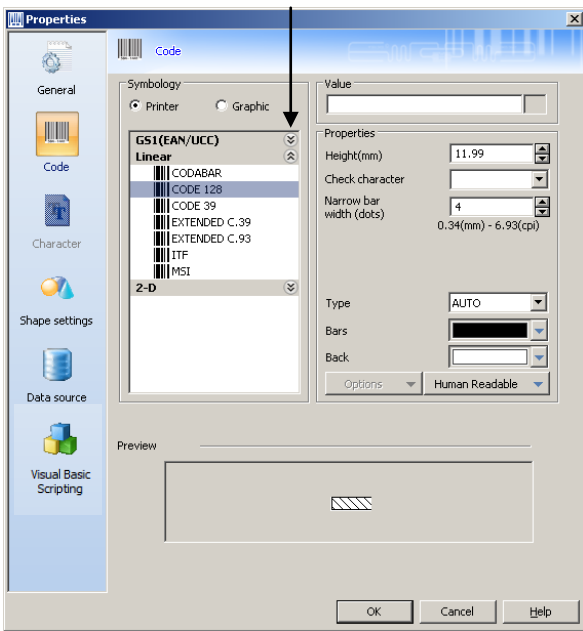 Properties
Code
General
Code
Character
Shape settings
Data source
Visual Basic
Scripting
Symbology
Printer
Graphic
GS1(EAN/UCC)
Linear
CODABAR
CODE 128
CODE 39
EXTENDED C.39
EXTENDED C.93
ITF
MSI
2-D
Value
Properties
Height(mm)
11.99
Check character
Narrow bar
width (dots)
4
0.34(mm) - 6.93(cpi)
Type
AUTO
Bars
Back
Options
Human Readable
Preview
OK
Cancel
Help